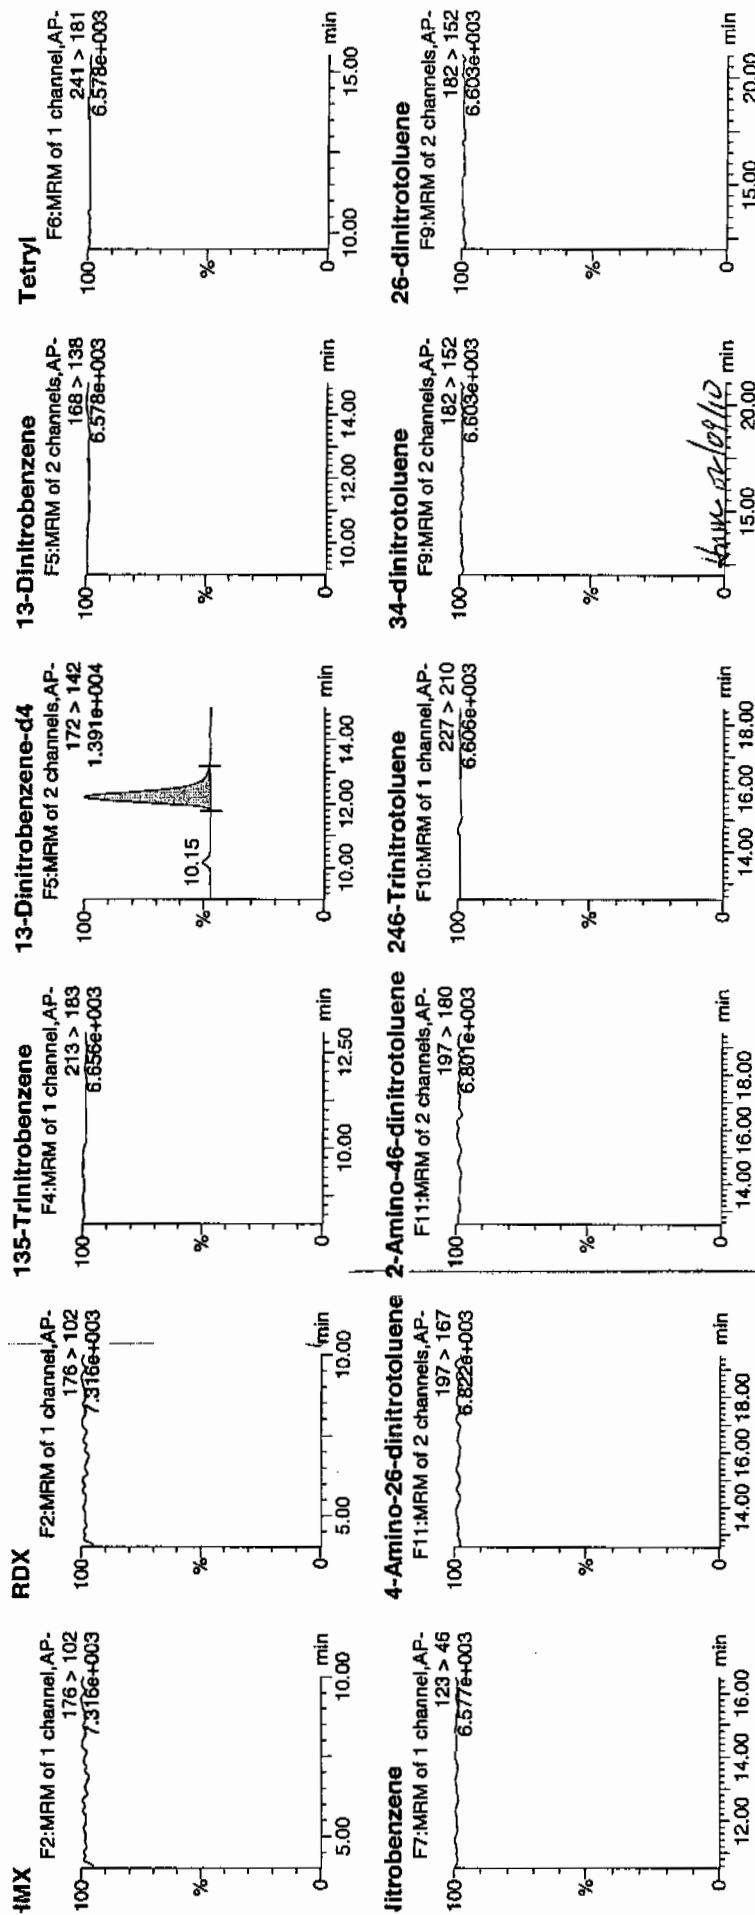 HMX
F2:MRM of 1 channel,AP-
176 > 102
7.316e+003
100
%
0
5.00
10.00
min
RDX
F2:MRM of 1 channel,AP-
176 > 102
7.316e+003
100
%
0
5.00
10.00
min
135-Trinitrobenzene
F4:MRM of 1 channel,AP-
213 > 183
6.656e+003
100
%
0
10.00
12.50
min
13-Dinitrobenzene-d4
F5:MRM of 2 channels,AP-
172 > 142
1.391e+004
100
%
10.15
0
10.00
12.00
14.00
min
13-Dinitrobenzene
F5:MRM of 2 channels,AP-
168 > 138
6.578e+003
100
%
0
10.00
12.00
14.00
min
Tetryl
F6:MRM of 1 channel,AP-
241 > 181
6.578e+003
100
%
0
10.00
15.00
min
litrobenzene
F7:MRM of 1 channel,AP-
123 > 46
6.577e+003
100
%
0
12.00
14.00
16.00
min
4-Amino-26-dinitrotoluene
F11:MRM of 2 channels,AP-
197 > 167
6.822e+003
100
%
0
14.00
16.00
18.00
min
2-Amino-46-dinitrotoluene
F11:MRM of 2 channels,AP-
197 > 180
6.801e+003
100
%
0
14.00
16.00
18.00
min
246-Trinitrotoluene
F10:MRM of 1 channel,AP-
227 > 210
6.606e+003
100
%
0
14.00
16.00
18.00
min
34-dinitrotoluene
F9:MRM of 2 channels,AP-
182 > 152
6.603e+003
100
%
0
15.00
20.00
min
02/09/10
26-dinitrotoluene
F9:MRM of 2 channels,AP-
182 > 152
6.603e+003
100
%
0
15.00
20.00
min